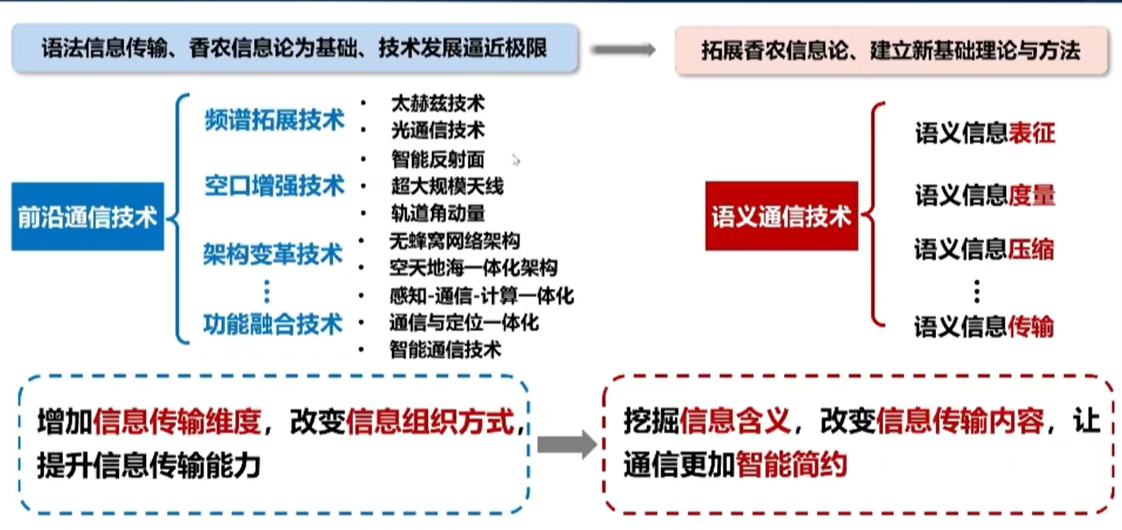 语法信息传输、香农信息论为基础、技术发展逼近极限
拓展香农信息论、建立新基础理论与方法
前沿通信技术
频谱拓展技术
空口增强技术
架构变革技术
功能融合技术
• 太赫兹技术
• 光通信技术
• 智能反射面
• 超大规模天线
• 轨道角动量
• 无蜂窝网络架构
• 空天地海一体化架构
• 感知-通信-计算一体化
• 通信与定位一体化
• 智能通信技术
语义通信技术
语义信息表征
语义信息度量
语义信息压缩
语义信息传输
增加信息传输维度，改变信息组织方式，
提升信息传输能力
挖掘信息含义，改变信息传输内容，让
通信更加智能简约